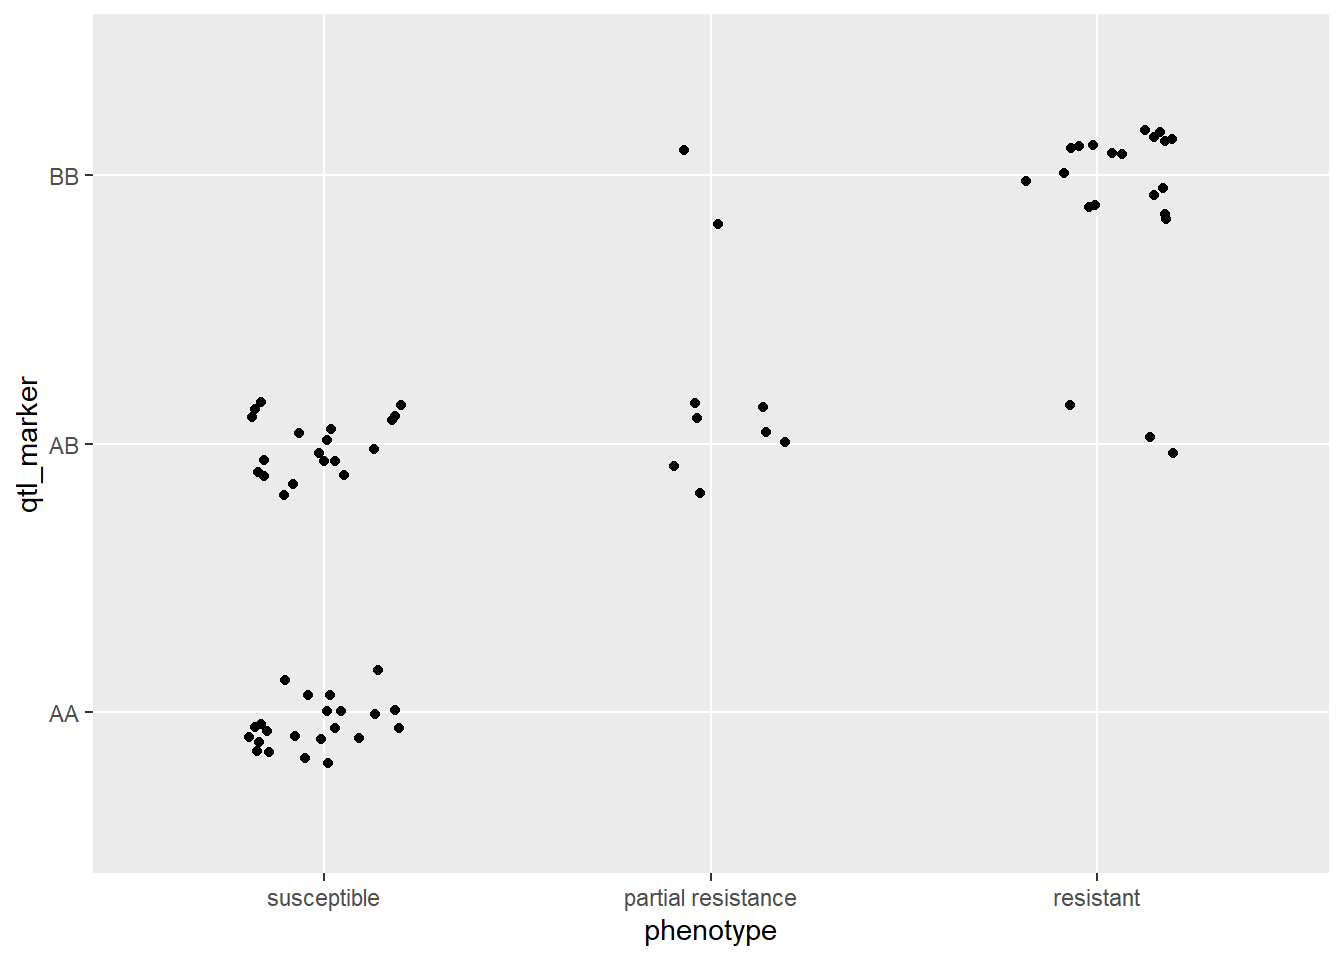 qtl_marker
BB
AB
AA
susceptible
partial resistance
resistant
phenotype